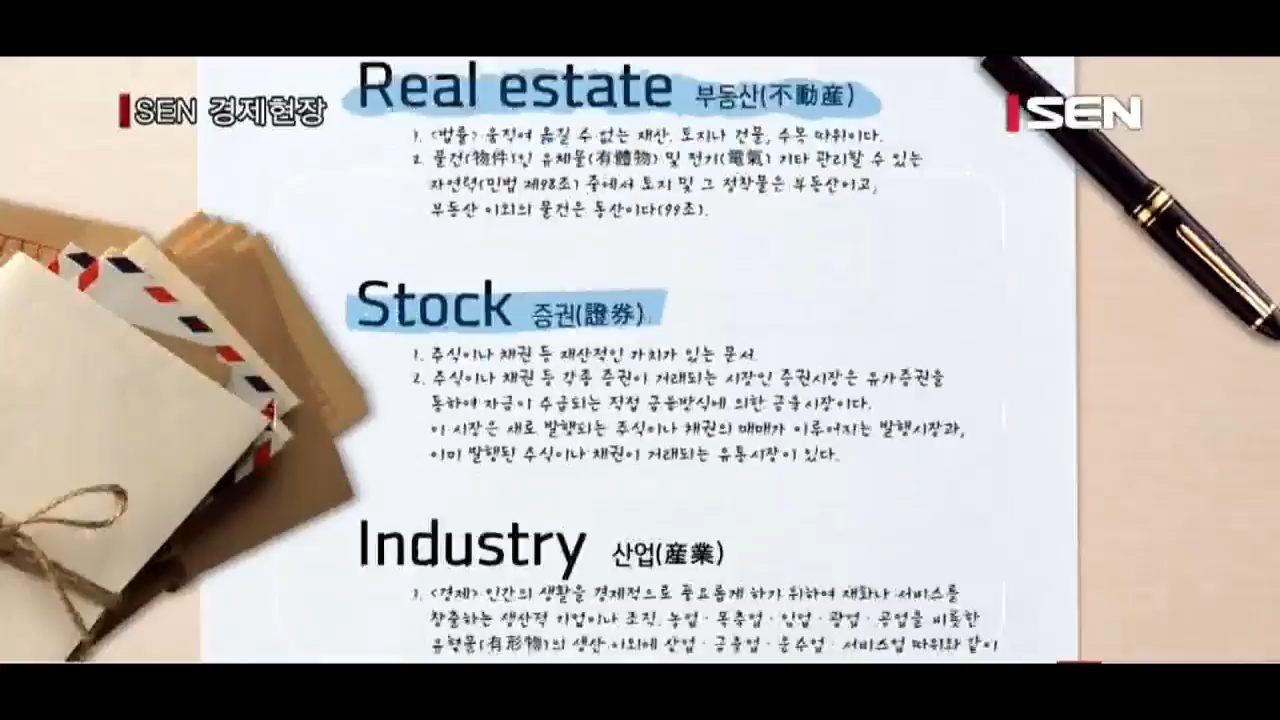 SEN 경제현장
SEN
Real estate 부동산(不動産)
1. <법률> 움직여 옮길 수 없는 재산. 토지나 건물, 수목 따위이다.
2. 물건(物件)인 유체물(有體物) 및 전기(電氣) 기타 관리할 수 있는
자연력(민법 제98조) 중에서 토지 및 그 정착물은 부동산이고,
부동산 이외의 물건은 동산이다(99조).
Stock 증권(證券)
1. 주식이나 채권 등 재산적인 가치가 있는 문서.
2. 주식이나 채권 등 각종 증권이 거래되는 시장인 증권시장은 유가증권을
통하여 자금이 수급되는 직접 금융방식에 의한 금융시장이다.
이 시장은 새로 발행되는 주식이나 채권의 매매가 이루어지는 발행시장과,
이미 발행된 주식이나 채권이 거래되는 유통시장이 있다.
Industry 산업(産業)
1. <경제> 인간의 생활을 경제적으로 풍요롭게 하기 위하여 재화나 서비스를
창출하는 생산적 기업이나 조직. 농업·목축업·임업·광업·공업을 비롯한
유형물(有形物)의 생산 이외에 상업·금융업·운수업·서비스업 따위와 같이